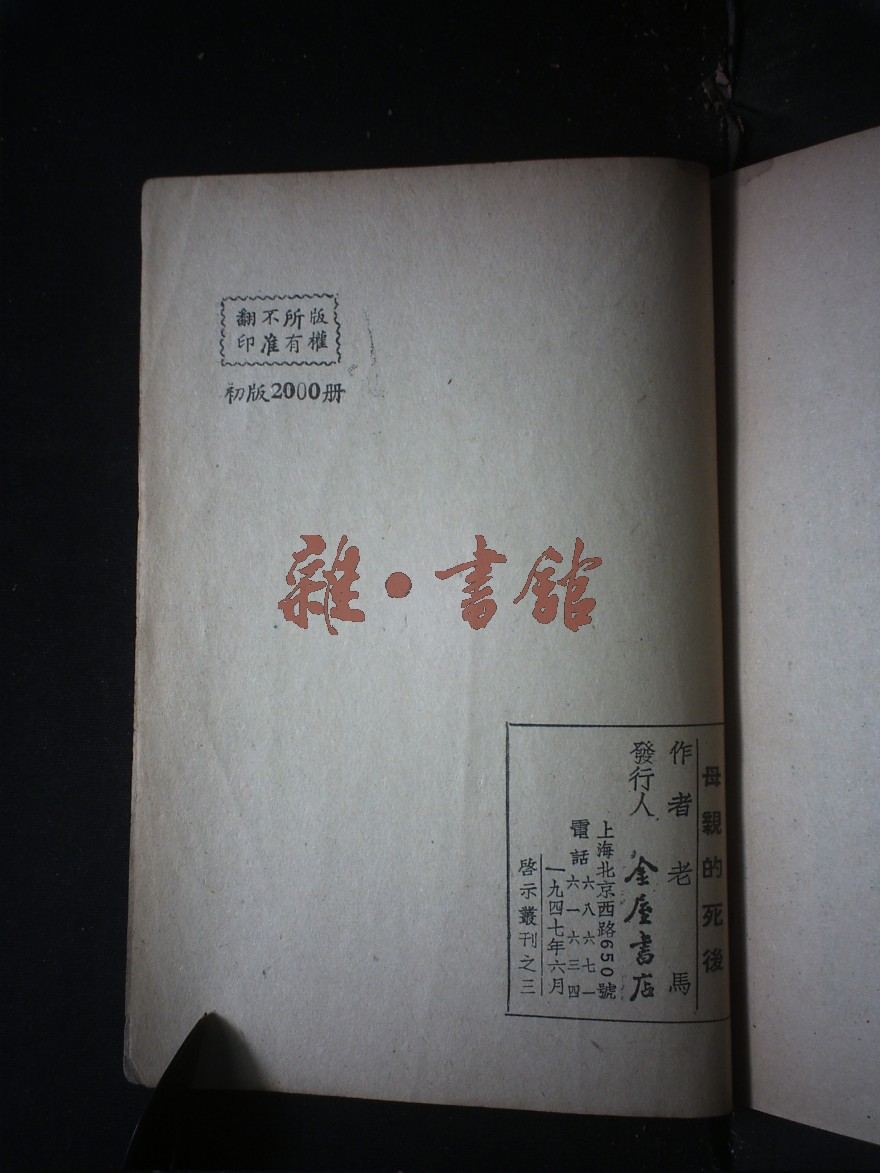 版權
所有
不准
翻印
初版2000册
雜•書館
母親的死後
作者 老馬
發行人 金屋書店
上海北京西路650號
電話 六八六七一
六一六三四
一九四七年六月
啓示叢刊之三